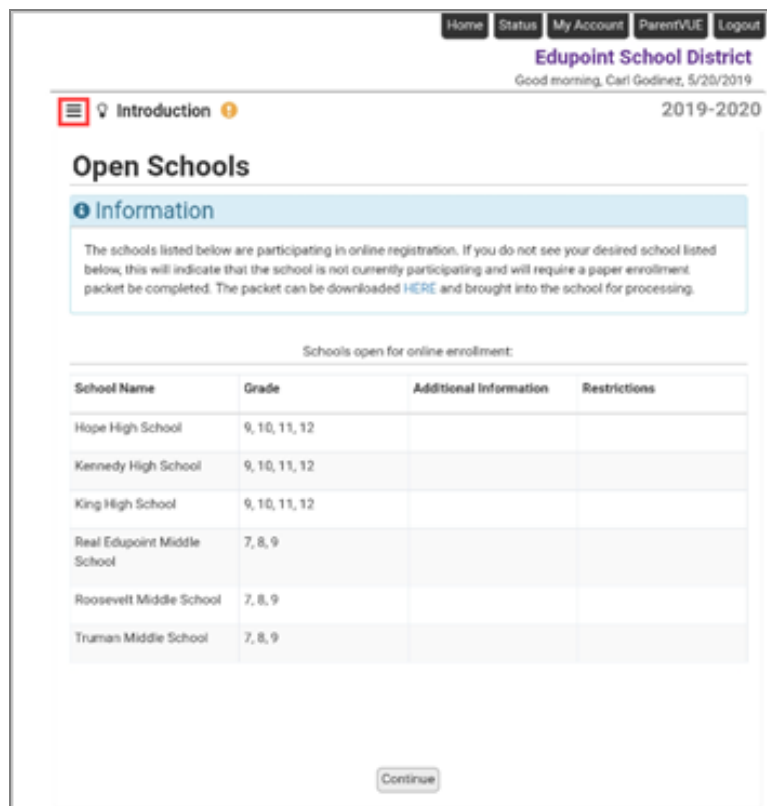 Home Status My Account ParentVUE Logout
Edupoint School District
Good morning, Carl Godinez, 5/20/2019
Introduction
2019-2020
Open Schools
Information
The schools listed below are participating in online registration. If you do not see your desired school listed
below, this will indicate that the school is not currently participating and will require a paper enrollment
packet be completed. The packet can be downloaded HERE and brought into the school for processing.
Schools open for online enrollment:
School Name Grade Additional Information Restrictions
Hope High School 9, 10, 11, 12
Kennedy High School 9, 10, 11, 12
King High School 9, 10, 11, 12
Real Edupoint Middle 7, 8, 9
School
Roosevelt Middle School 7, 8, 9
Truman Middle School 7, 8, 9
Continue